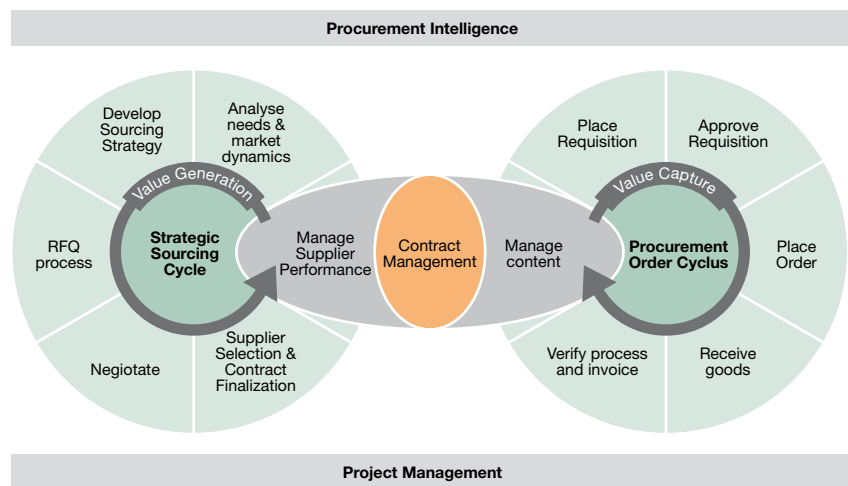 Procurement Intelligence
Develop
Sourcing
Strategy
Analyse
needs &
market
dynamics
RFQ
process
Value Generation
Strategic
Sourcing
Cycle
Negiotate
Supplier
Selection &
Contract
Finalization
Manage
Supplier
Performance
Contract
Management
Manage
content
Place
Requisition
Approve
Requisition
Value Capture
Procurement
Order Cyclus
Place
Order
Verify process
and invoice
Receive
goods
Project Management